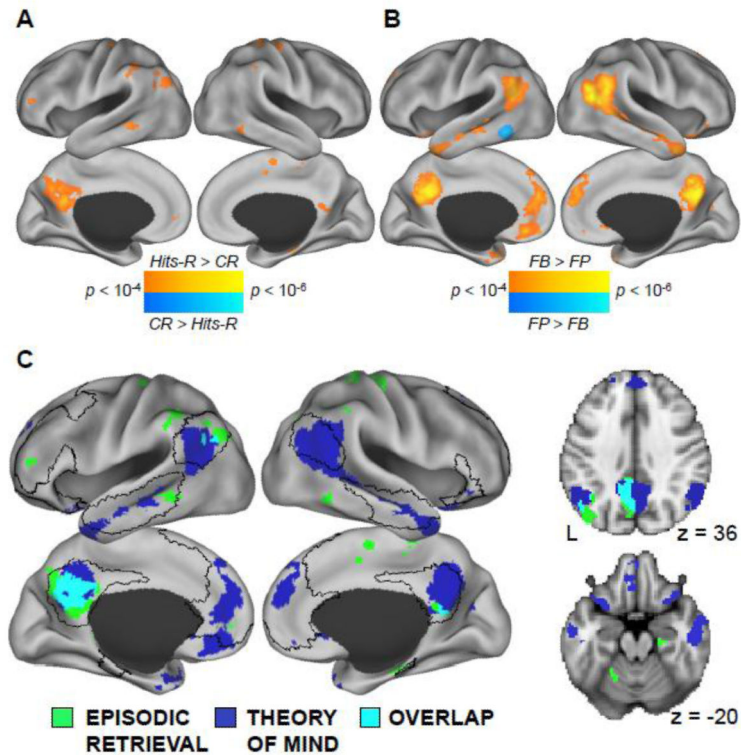 A
B
Hits-R > CR
p < 10-4
p < 10-6
CR > Hits-R
FB > FP
p < 10-4
p < 10-6
FP > FB
C
L
z = 36
z = -20
EPISODIC RETRIEVAL
THEORY OF MIND
OVERLAP